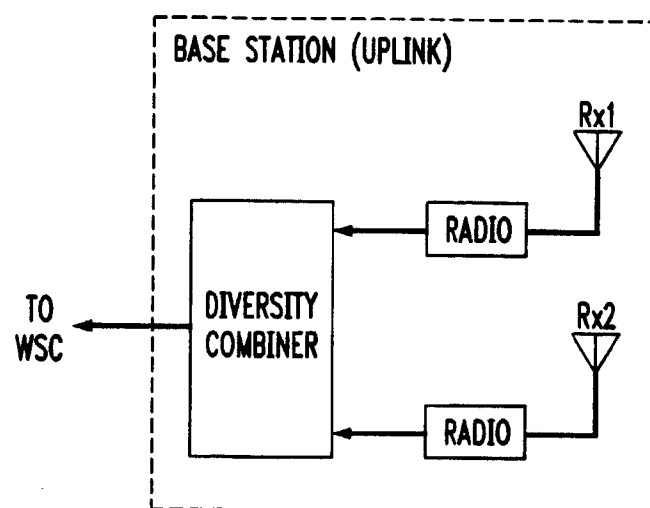 BASE STATION (UPLINK)
Rx1
RADIO
DIVERSITY
COMBINER
TO
WSC
Rx2
RADIO